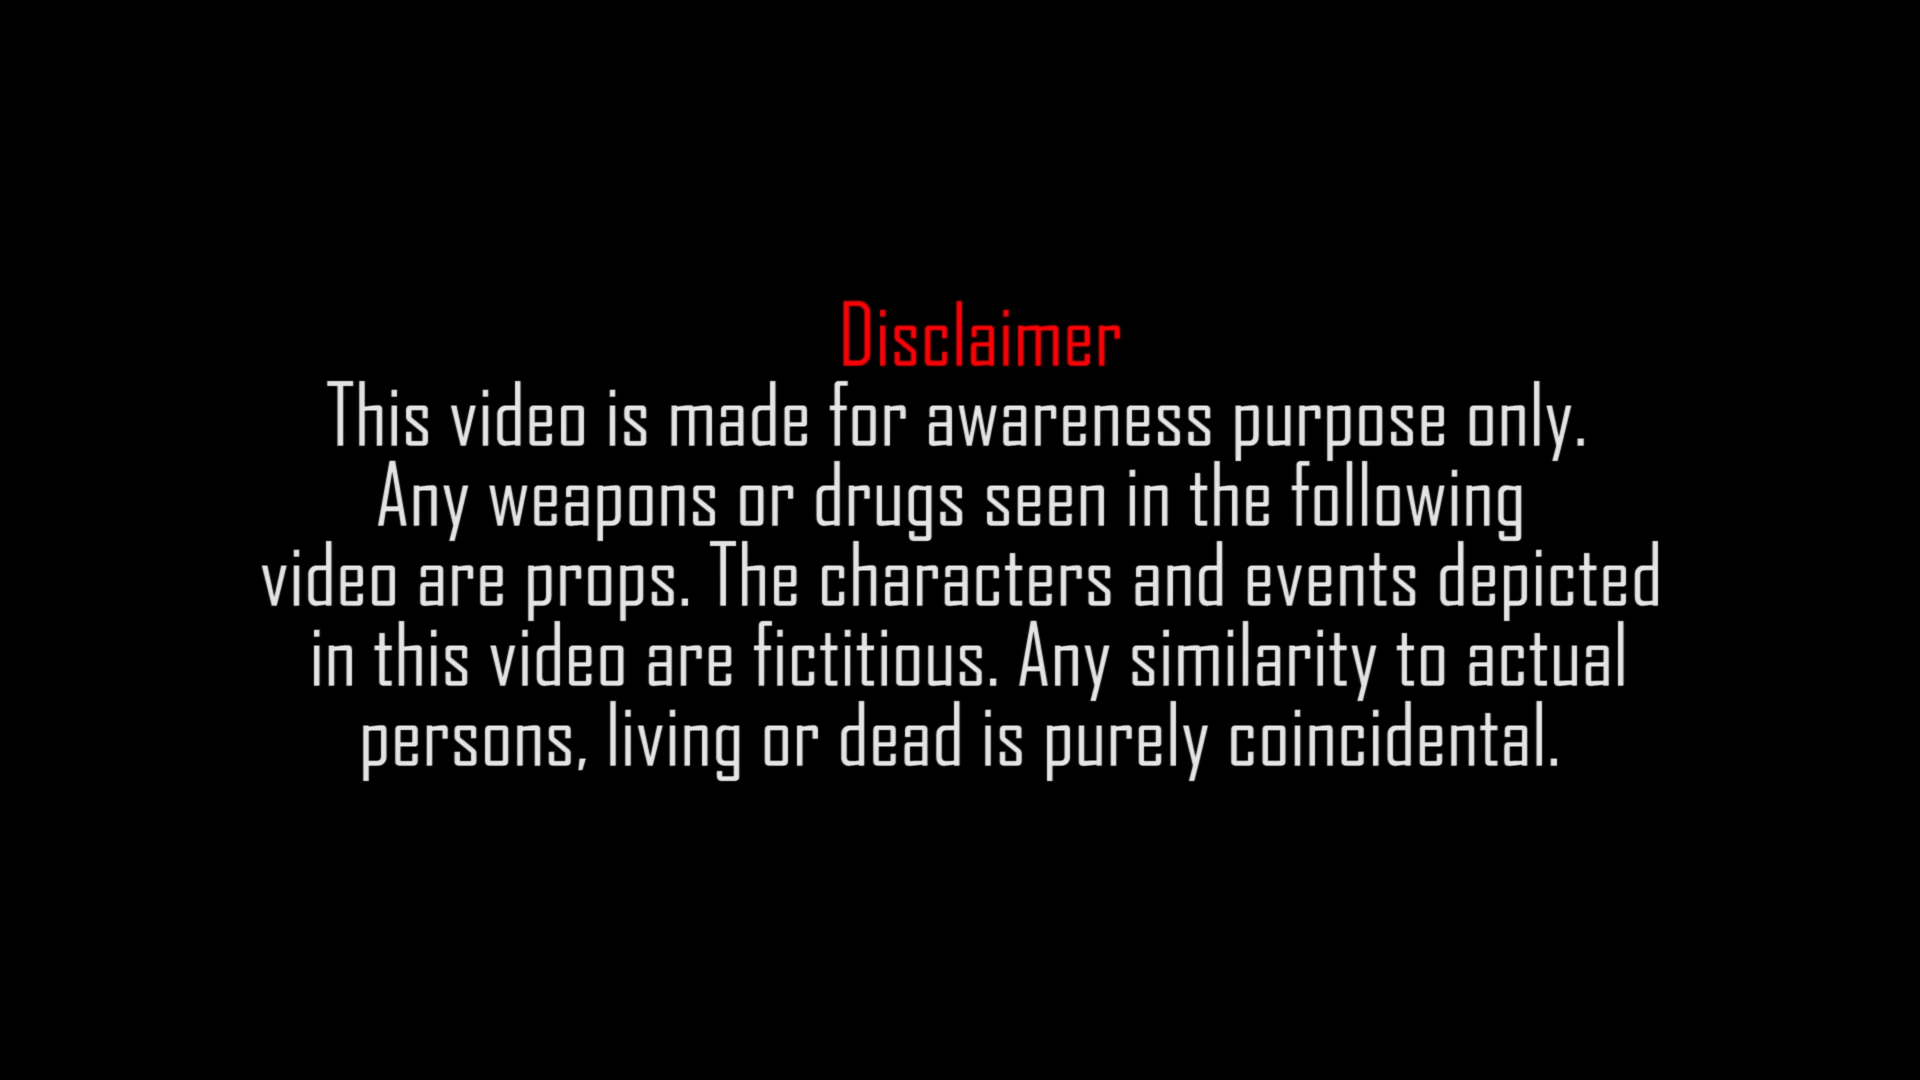 Disclaimer
This video is made for awareness purpose only.
Any weapons or drugs seen in the following
video are props. The characters and events depicted
in this video are fictitious. Any similarity to actual
persons, living or dead is purely coincidental.